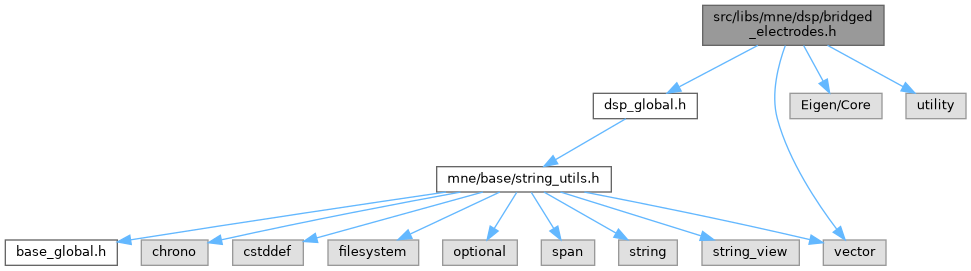 src/libs/mne/dsp/bridged
_electrodes.h
dsp_global.h
Eigen/Core
utility
mne/base/string_utils.h
base_global.h
chrono
cstddef
filesystem
optional
span
string
string_view
vector